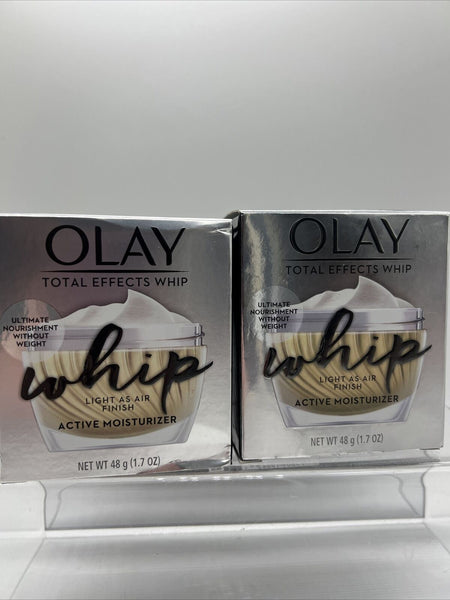 OLAY
TOTAL EFFECTS WHIP
ULTIMATE
NOURISHMENT
WITHOUT
WEIGHT
whip
LIGHT AS AIR
FINISH
ACTIVE MOISTURIZER
NET WT 48 g (1.7 OZ)
OLAY
TOTAL EFFECTS WHIP
ULTIMATE
NOURISHMENT
WITHOUT
WEIGHT
whip
LIGHT AS AIR
FINISH
ACTIVE MOISTURIZER
NET WT 48 g (1.7 OZ)